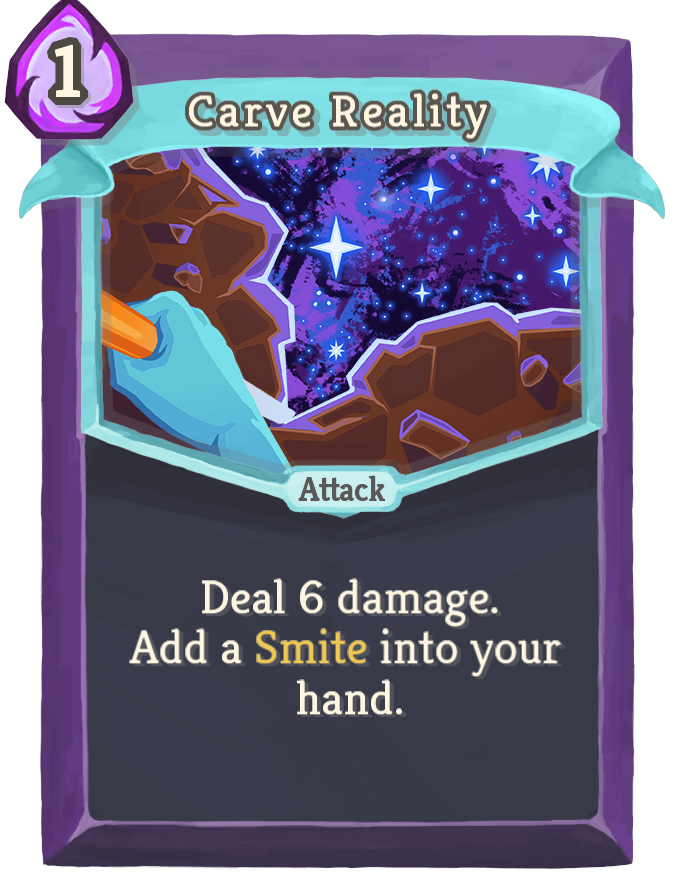 1
Carve Reality
Attack
Deal 6 damage.
Add a Smite into your
hand.